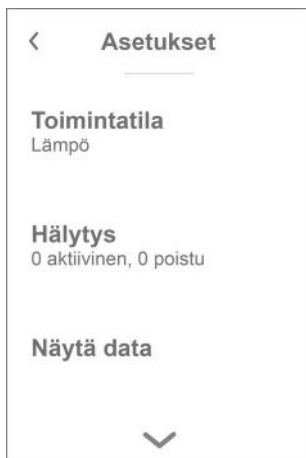 Asetukset
Toimintatila
Lämpö
Hälytys
0 aktiivinen, 0 poistu
Näytä data